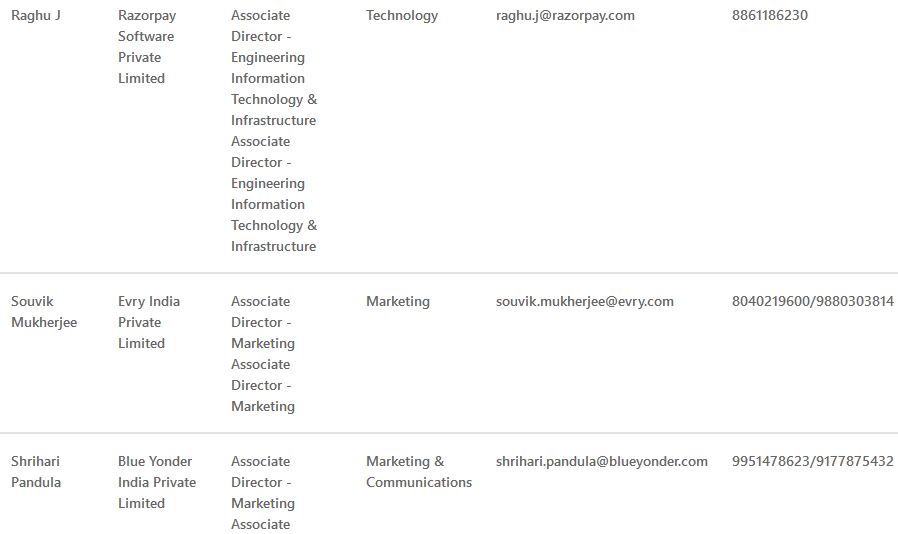 Raghu J
Razorpay
Software
Private
Limited
Associate
Director -
Engineering
Information
Technology &
Infrastructure
Associate
Director -
Engineering
Information
Technology &
Infrastructure
Technology
raghu.j@razorpay.com
8861186230
Souvik
Mukherjee
Evry India
Private
Limited
Associate
Director -
Marketing
Associate
Director -
Marketing
Marketing
souvik.mukherjee@evry.com
8040219600/9880303814
Shrihari
Pandula
Blue Yonder
India Private
Limited
Associate
Director -
Marketing
Associate
Marketing &
Communications
shrihari.pandula@blueyonder.com
9951478623/9177875432